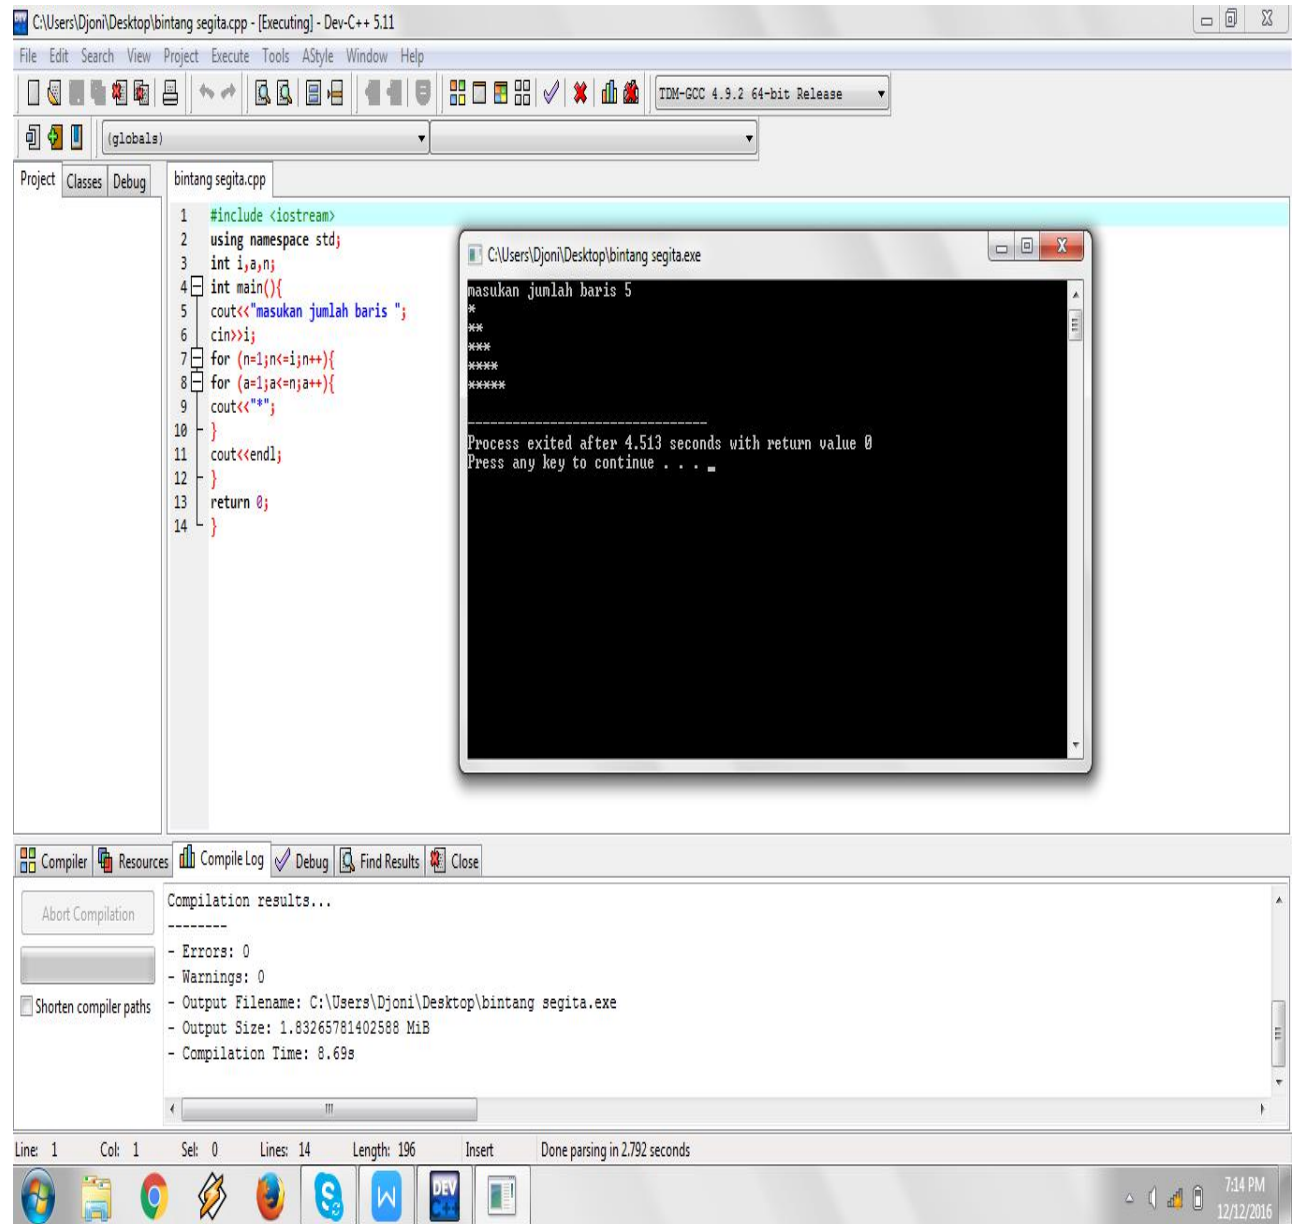 C:\Users\Djoni\Desktop\bintang segita.cpp - [Executing] - Dev-C++ 5.11
File Edit Search View Project Execute Tools AStyle Window Help
TDM-GCC 4.9.2 64-bit Release
(globals)
Project Classes Debug bintang segita.cpp
1 #include <iostream>
2 using namespace std;
3 int i,a,n;
4 int main(){
5 cout<<"masukan jumlah baris ";
6 cin>>i;
7 for (n=1;n<=i;n++){
8 for (a=1;a<=n;a++){
9 cout<<"*";
10 }
11 cout<<endl;
12 }
13 return 0;
14 }
C:\Users\Djoni\Desktop\bintang segita.exe
masukan jumlah baris 5
*
**
***
****
*****
--------------------------------
Process exited after 4.513 seconds with return value 0
Press any key to continue . . . _
Compiler Resources Compile Log Debug Find Results Close
Abort Compilation
Shorten compiler paths
Compilation results...
--------
- Errors: 0
- Warnings: 0
- Output Filename: C:\Users\Djoni\Desktop\bintang segita.exe
- Output Size: 1.83265781402588 MiB
- Compilation Time: 8.69s
Line: 1 Col: 1 Sel: 0 Lines: 14 Length: 196 Insert Done parsing in 2.792 seconds
DEV C++
7:14 PM
12/12/2016